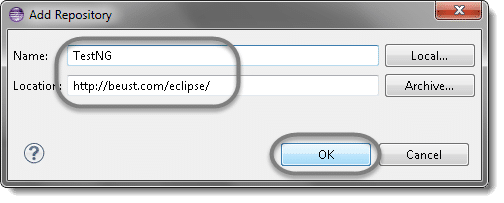 Add Repository
Name: TestNG Local...
Location: http://beust.com/eclipse/ Archive...
? OK Cancel